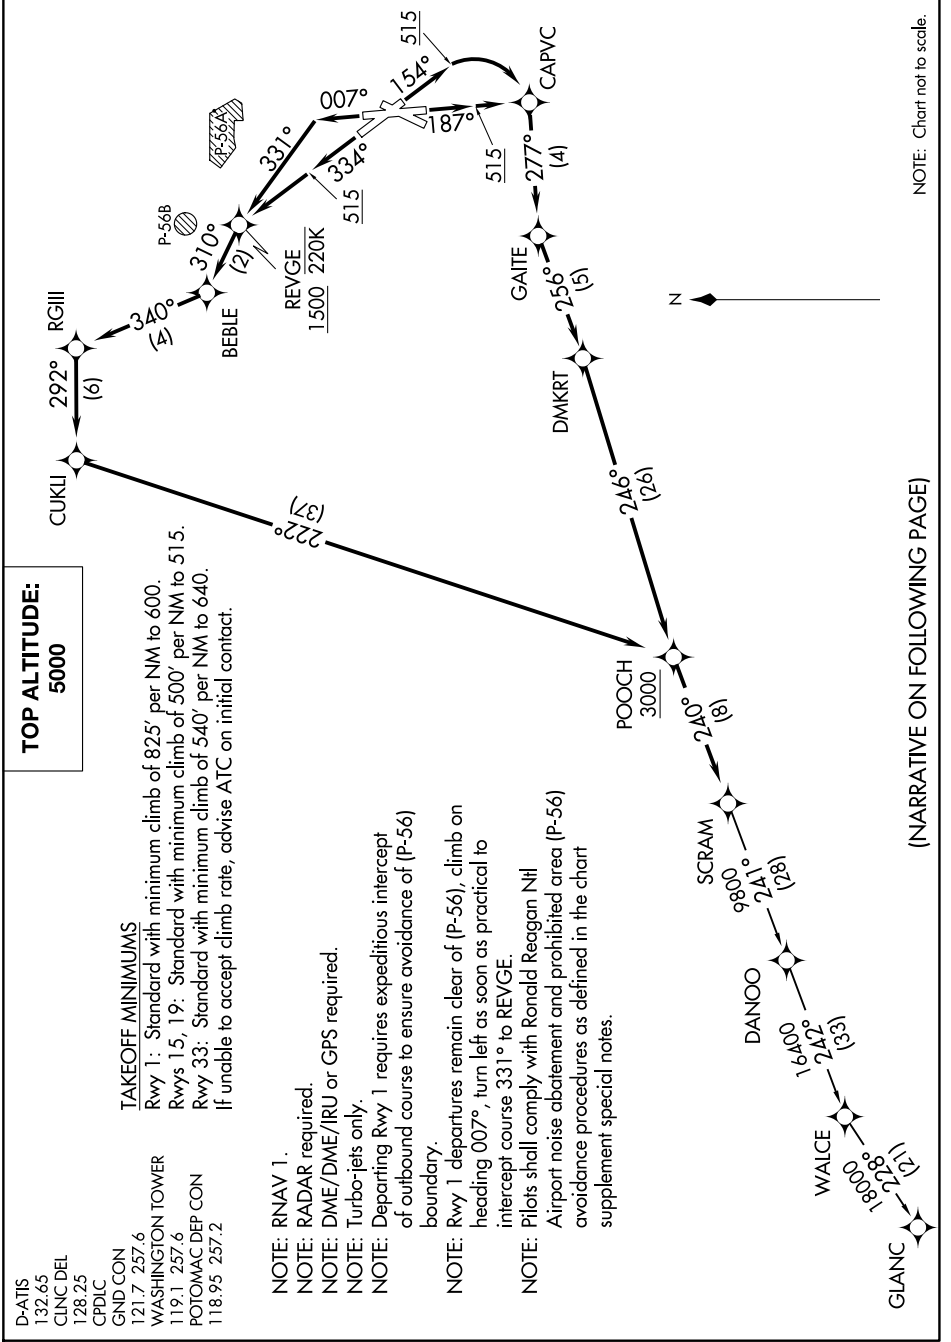 D-ATIS
132.65
CLNC DEL
128.25
CPDLC
GND CON
121.7 257.6
WASHINGTON TOWER
119.1 257.6
POTOMAC DEP CON
118.95 257.2
TOP ALTITUDE:
5000
TAKEOFF MINIMUMS
Rwy 1: Standard with minimum climb of 825' per NM to 600.
Rwys 15, 19: Standard with minimum climb of 500' per NM to 515.
Rwy 33: Standard with minimum climb of 540' per NM to 640.
If unable to accept climb rate, advise ATC on initial contact.
NOTE: RNAV 1.
NOTE: RADAR required.
NOTE: DME/DME/IRU or GPS required.
NOTE: Turbo-jets only.
NOTE: Departing Rwy 1 requires expeditious intercept
of outbound course to ensure avoidance of (P-56)
boundary.
NOTE: Rwy 1 departures remain clear of (P-56), climb on
heading 007°, turn left as soon as practical to
intercept course 331° to REVGE.
NOTE: Pilots shall comply with Ronald Reagan Ntl
Airport noise abatement and prohibited area (P-56)
avoidance procedures as defined in the chart
supplement special notes.
CUKLI
292°
(6)
RGIII
340°
(4)
BEBLE
310°
(2)
P-56B
P-56A
REVGE
1500 220K
331°
334°
515
007°
154°
515
187°
515
CAPVC
277°
(4)
GAITE
256°
(5)
DMKRT
246°
(26)
222°
(37)
N
POOCH
3000
240°
(8)
SCRAM
9800
241°
(28)
DANOO
16400
242°
(33)
WALCE
18000
228°
(21)
GLANC
(NARRATIVE ON FOLLOWING PAGE)
NOTE: Chart not to scale.